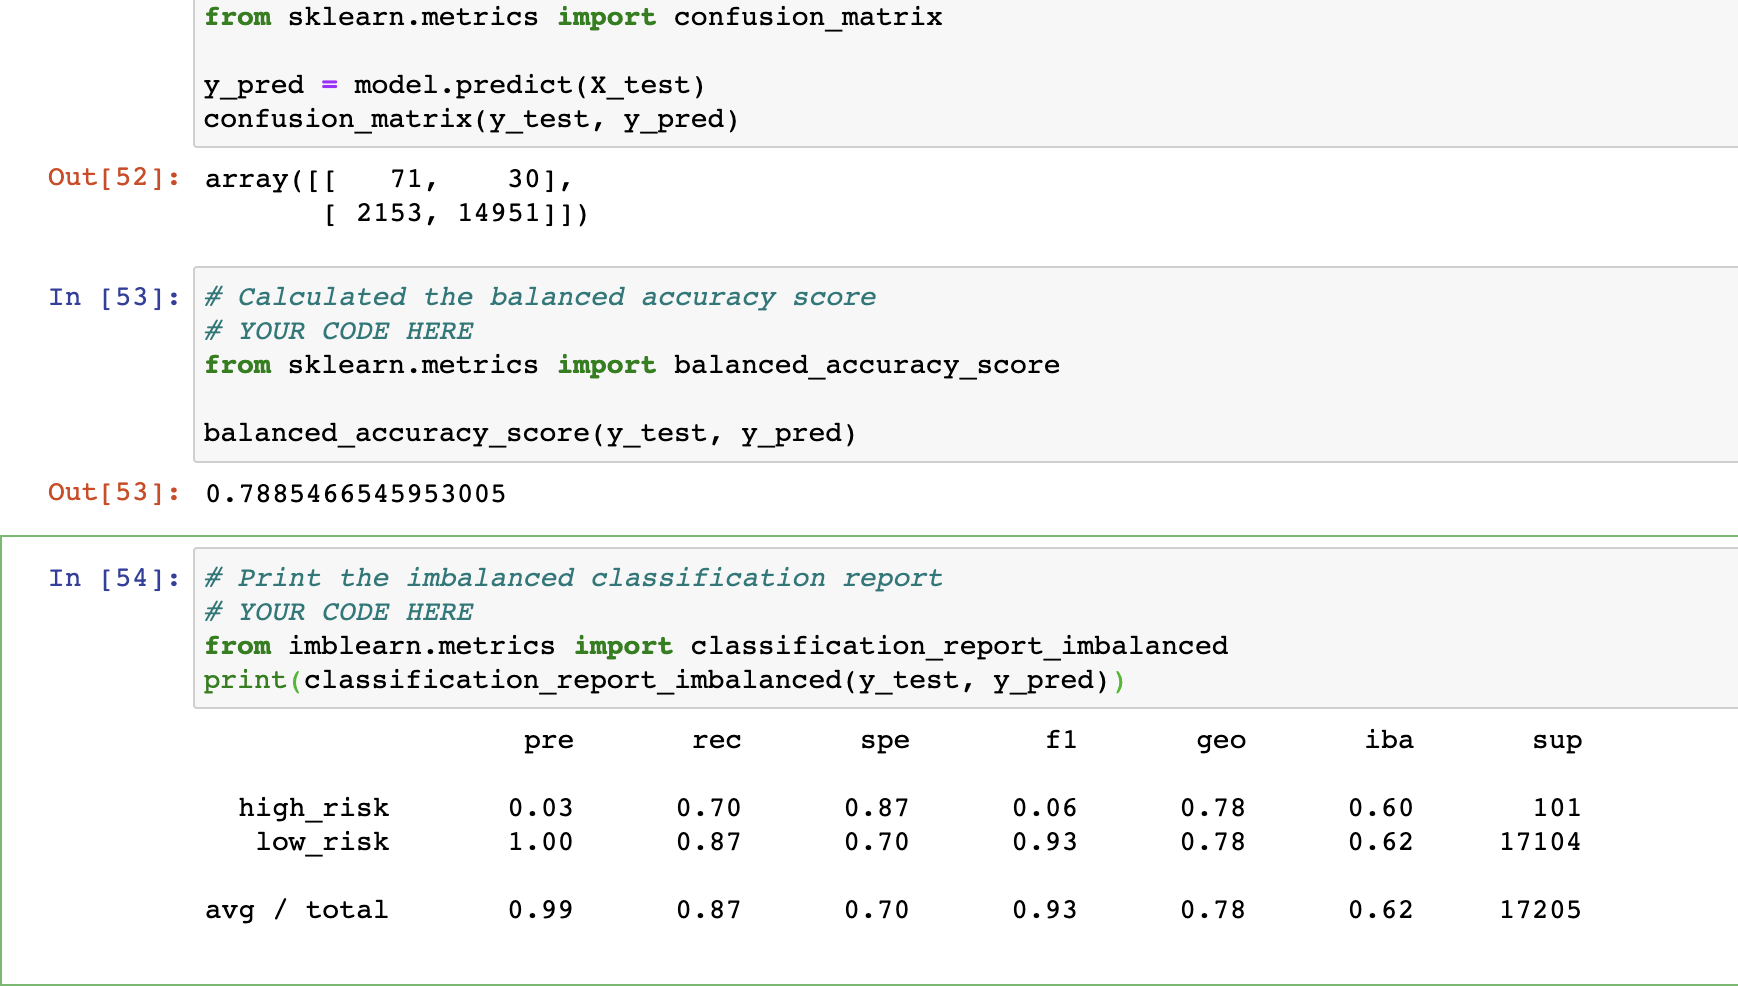 from sklearn.metrics import confusion_matrix
y_pred = model.predict(X_test)
confusion_matrix(y_test, y_pred)
Out[52]: array([[   71,    30],
       [ 2153, 14951]])
In [53]: # Calculated the balanced accuracy score
# YOUR CODE HERE
from sklearn.metrics import balanced_accuracy_score
balanced_accuracy_score(y_test, y_pred)
Out[53]: 0.7885466545953005
In [54]: # Print the imbalanced classification report
# YOUR CODE HERE
from imblearn.metrics import classification_report_imbalanced
print(classification_report_imbalanced(y_test, y_pred))
pre rec spe f1 geo iba sup
high_risk 0.03 0.70 0.87 0.06 0.78 0.60 101
low_risk 1.00 0.87 0.70 0.93 0.78 0.62 17104
avg / total 0.99 0.87 0.70 0.93 0.78 0.62 17205